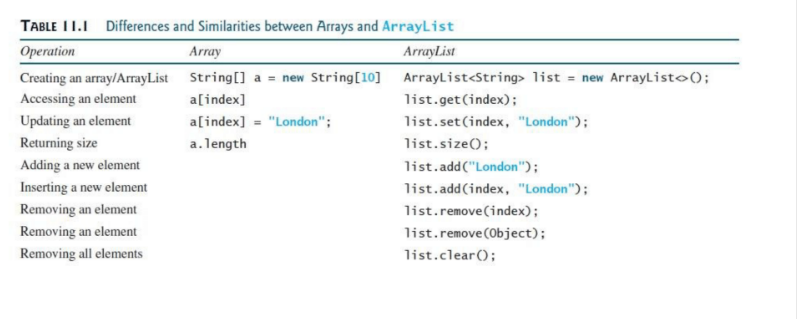 TABLE 11.1 Differences and Similarities between Arrays and ArrayList
Operation Array ArrayList
Creating an array/ArrayList String[] a = new String[10] ArrayList<String> list = new ArrayList<>();
Accessing an element a[index] list.get(index);
Updating an element a[index] = "London"; list.set(index, "London");
Returning size a.length list.size();
Adding a new element list.add("London");
Inserting a new element list.add(index, "London");
Removing an element list.remove(index);
Removing an element list.remove(Object);
Removing all elements list.clear();